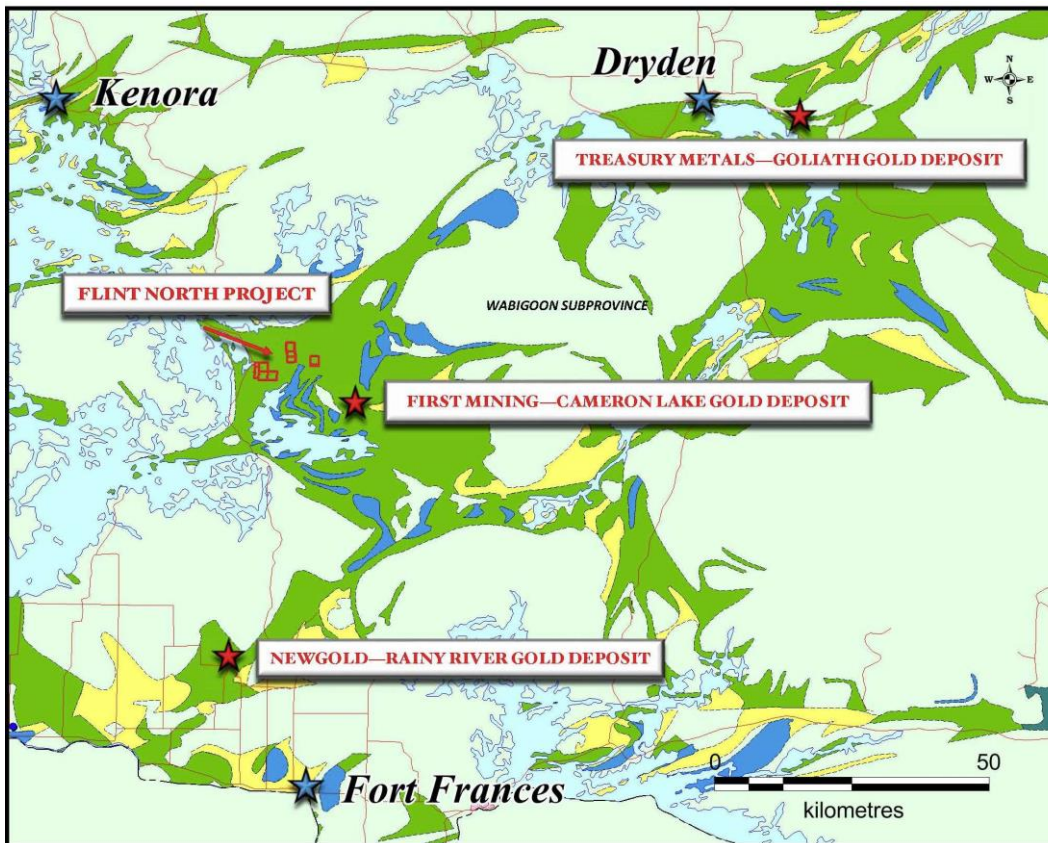 Kenora
Dryden
N
W E
S
TREASURY METALS—GOLIATH GOLD DEPOSIT
FLINT NORTH PROJECT
WABIGOON SUBPROVINCE
FIRST MINING—CAMERON LAKE GOLD DEPOSIT
NEWGOLD—RAINY RIVER GOLD DEPOSIT
Fort Frances
0 50
kilometres